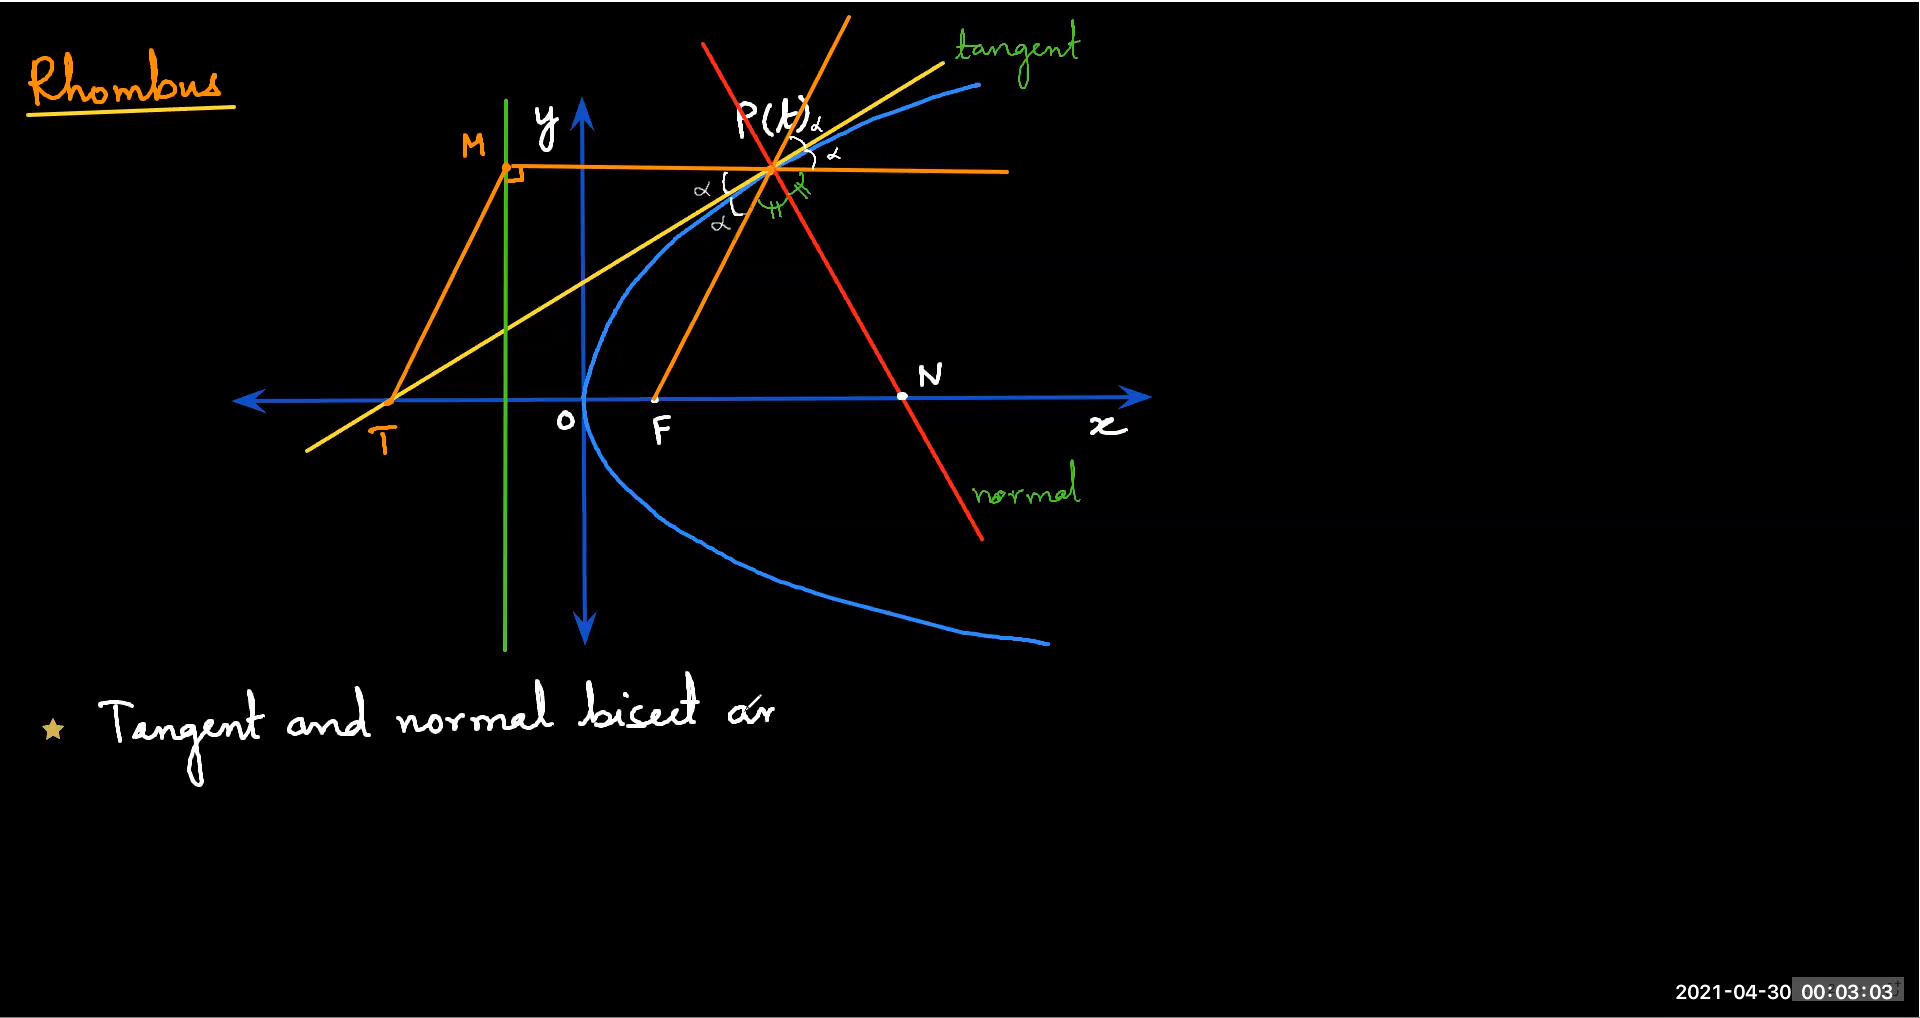 Rhombus
tangent
y
P(t)
α
M
α
α
α
N
O
F
x
T
normal
★ Tangent and normal bisect
2021-04-30 00:03:03